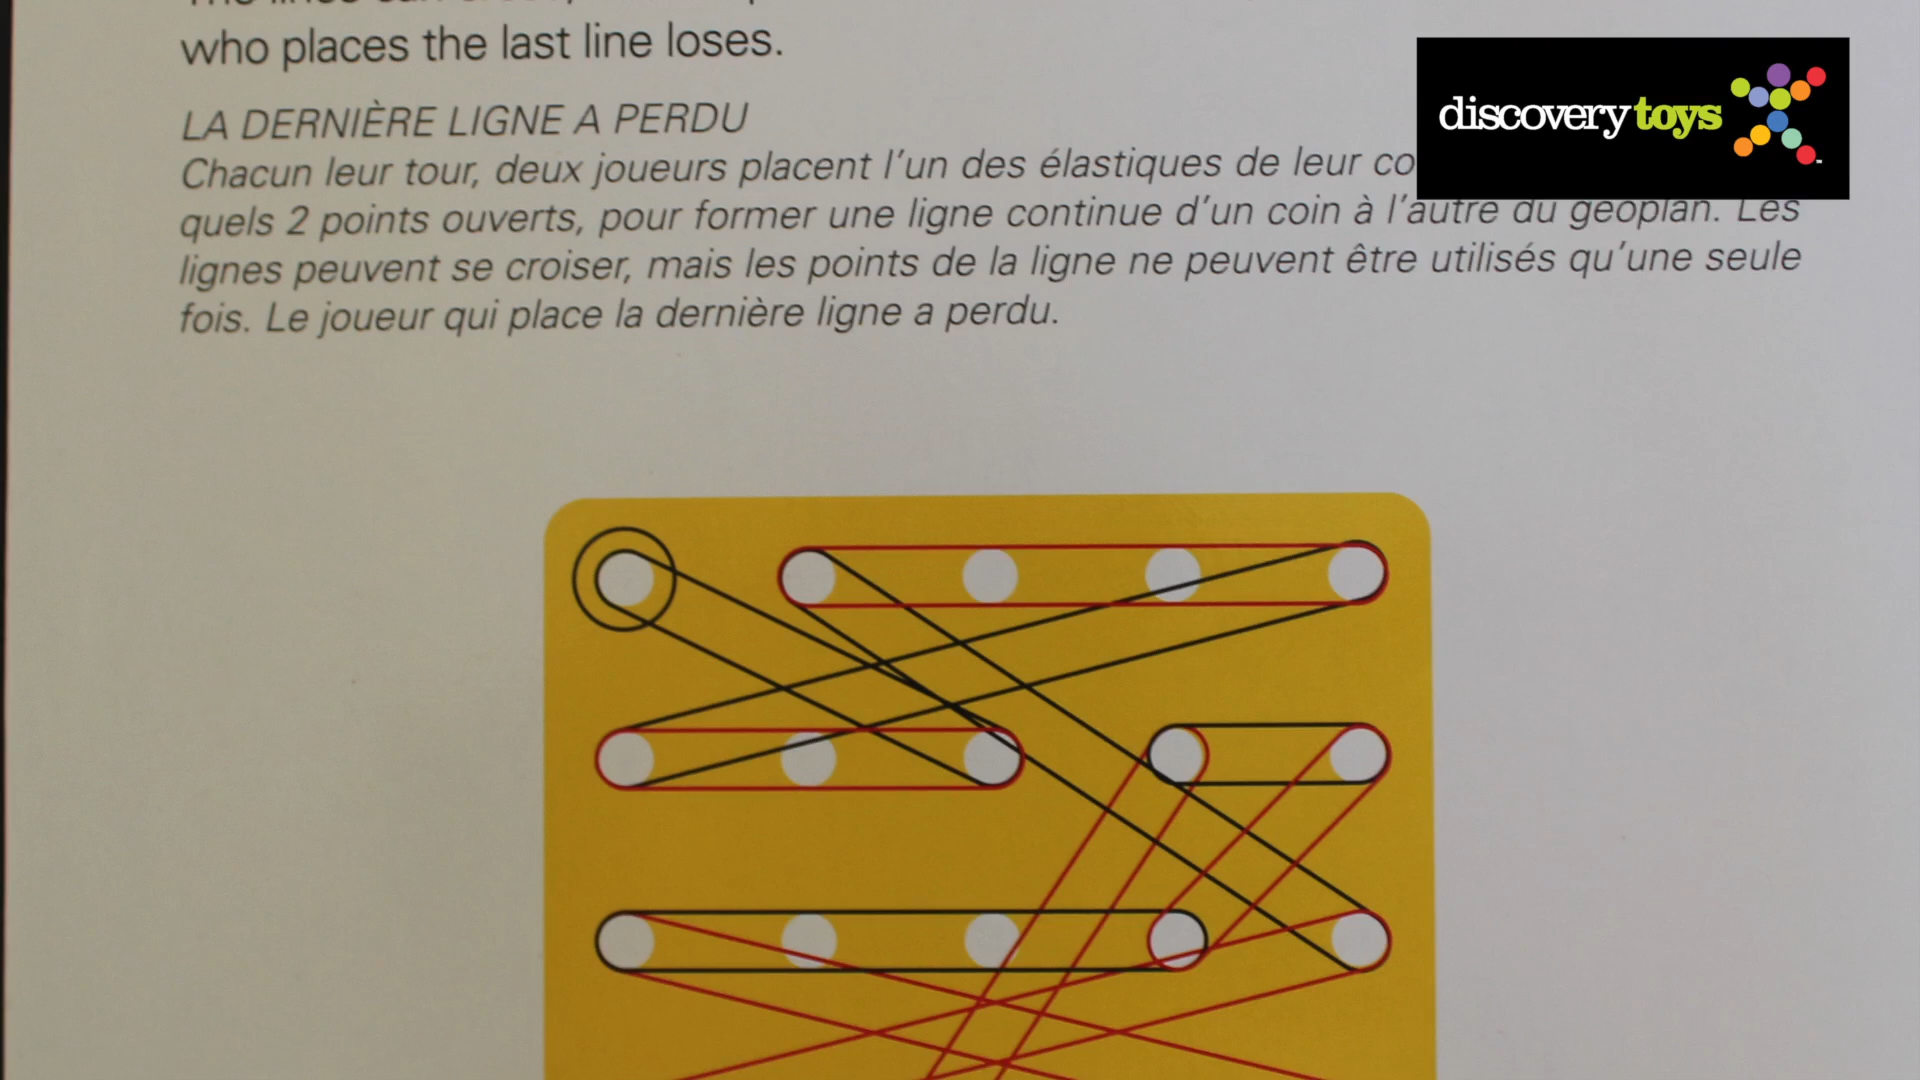 who places the last line loses.
LA DERNIÈRE LIGNE A PERDU
Chacun leur tour, deux joueurs placent l'un des élastiques de leur
quels 2 points ouverts, pour former une ligne continue d'un coin à l'autre du géoplan. Les
lignes peuvent se croiser, mais les points de la ligne ne peuvent être utilisés qu'une seule
fois. Le joueur qui place la dernière ligne a perdu.
discovery toys